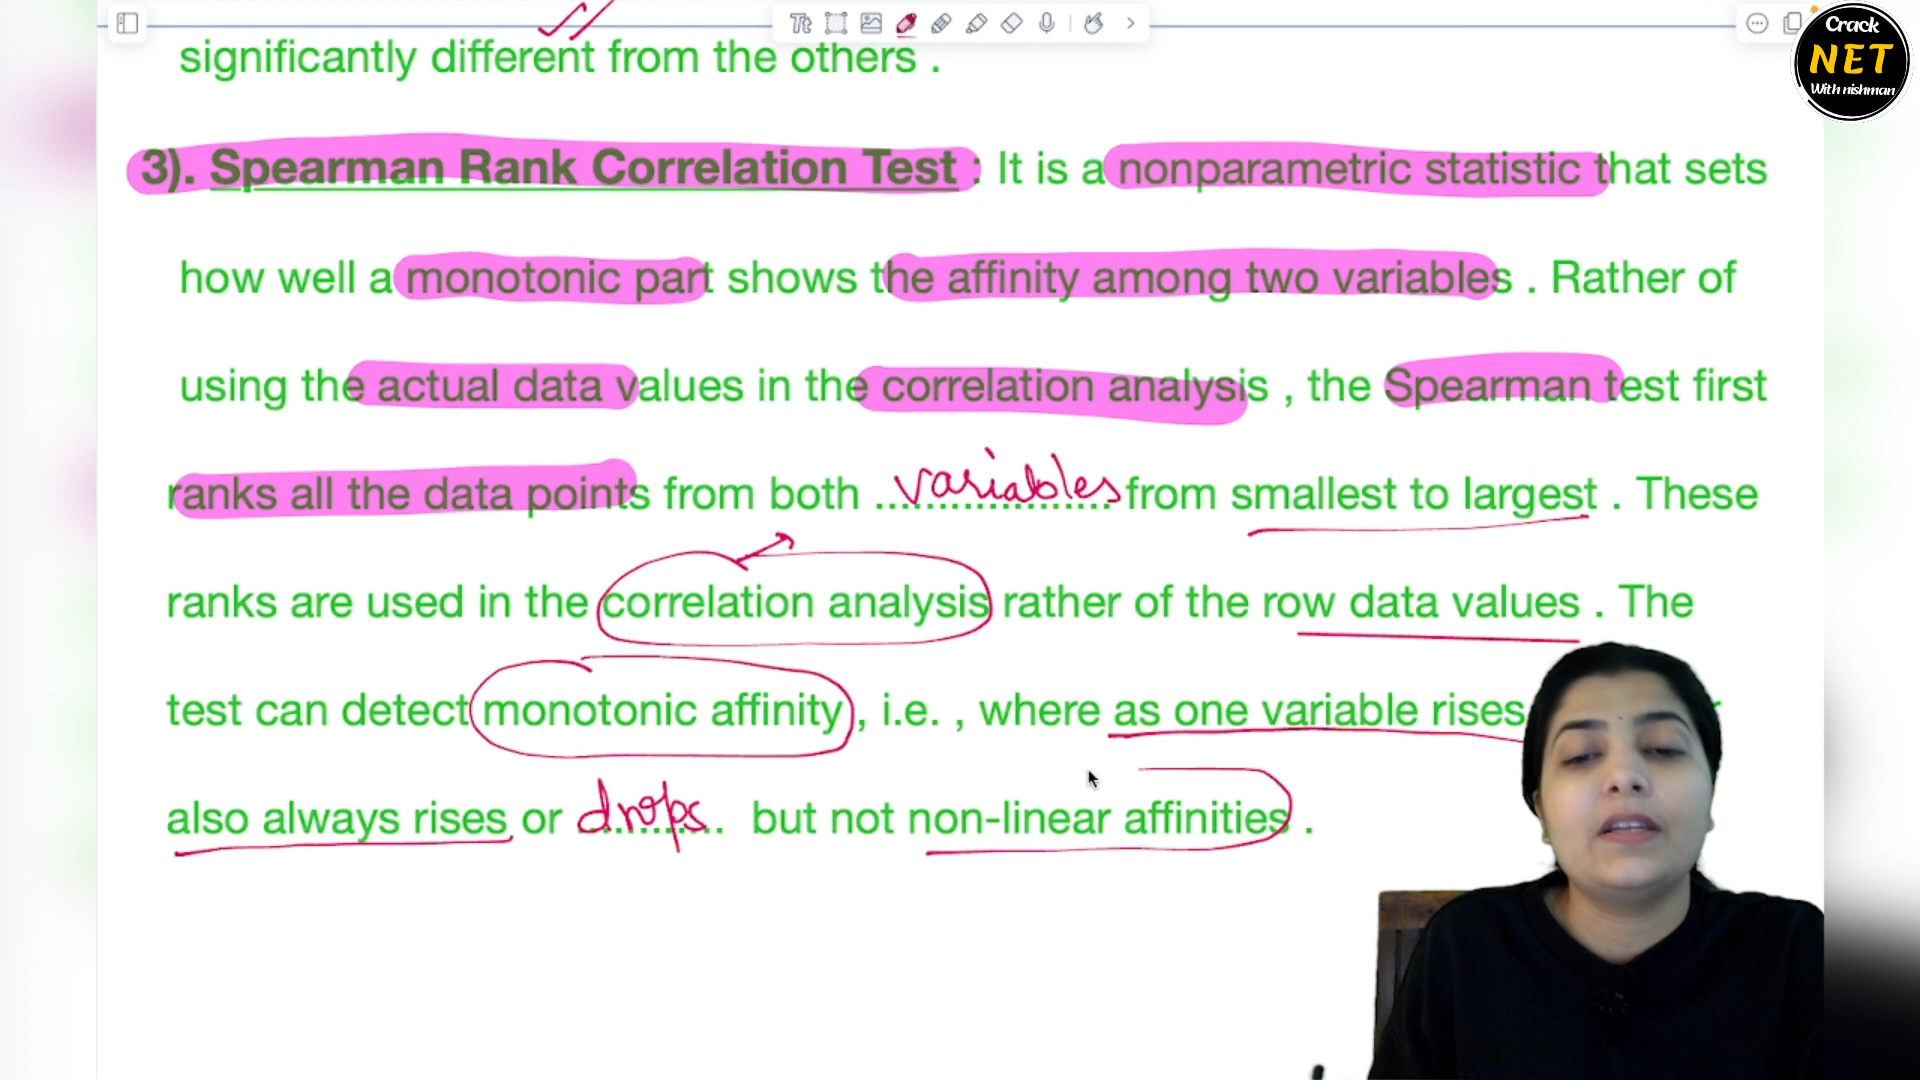 Crack
NET
With nishman
significantly different from the others .
3). Spearman Rank Correlation Test : It is a nonparametric statistic that sets
how well a monotonic part shows the affinity among two variables . Rather of
using the actual data values in the correlation analysis , the Spearman test first
ranks all the data points from both variables from smallest to largest . These
ranks are used in the correlation analysis rather of the row data values . The
test can detect monotonic affinity , i.e. , where as one variable rises
also always rises or drops but not non-linear affinities .